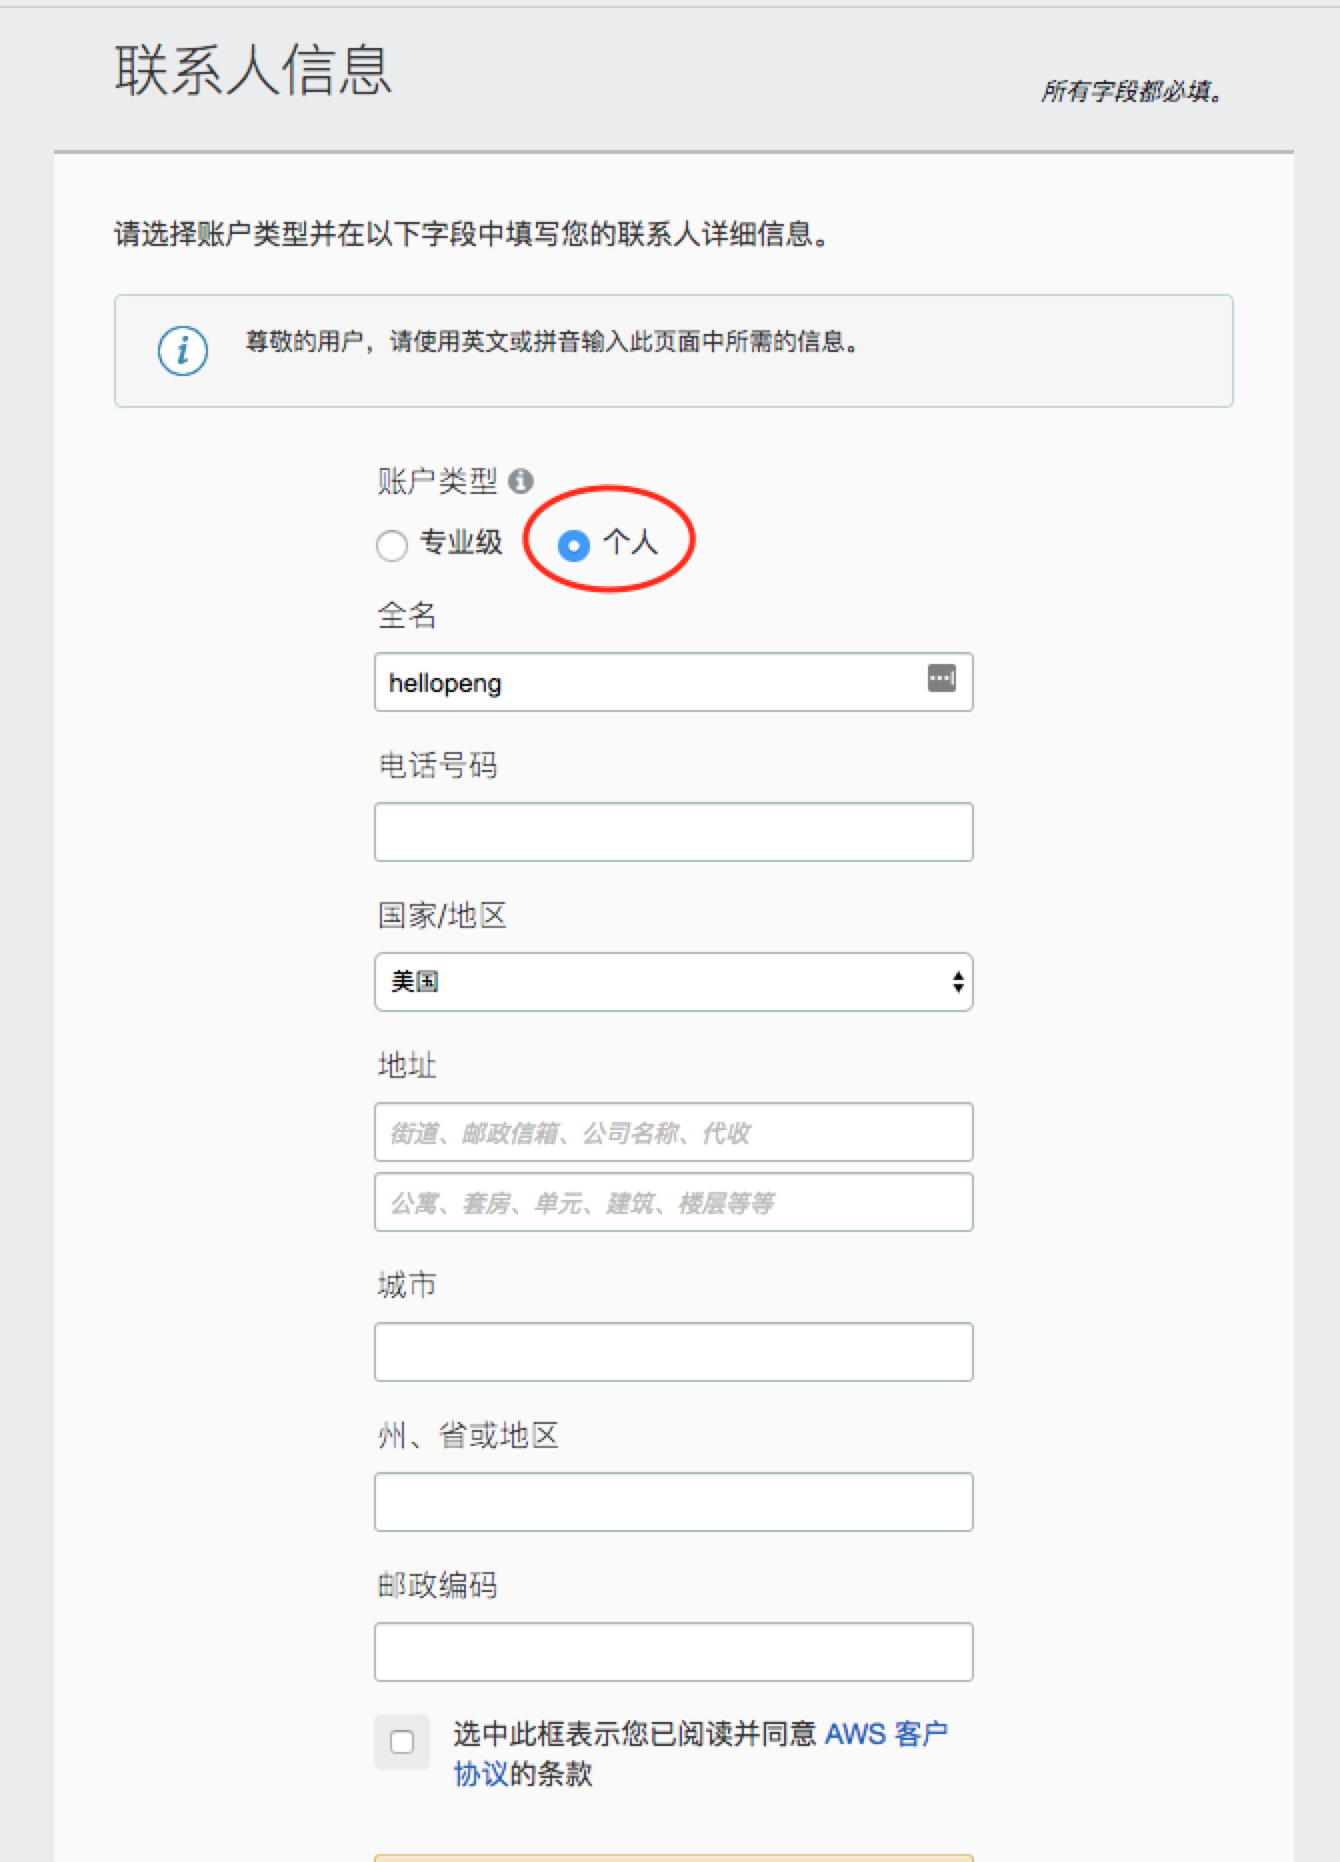 联系人信息
所有字段都必填。
请选择账户类型并在以下字段中填写您的联系人详细信息。
尊敬的用户，请使用英文或拼音输入此页面中所需的信息。
账户类型
专业级 个人
全名
hellopeng
电话号码
国家/地区
美国
地址
街道、邮政信箱、公司名称、代收
公寓、套房、单元、建筑、楼层等等
城市
州、省或地区
邮政编码
选中此框表示您已阅读并同意 AWS 客户
协议的条款